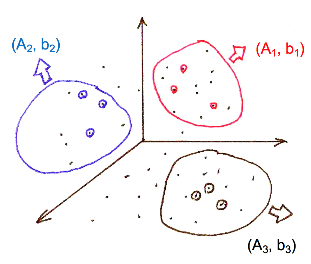 (A₂, b₂)
(A₁, b₁)
(A₃, b₃)